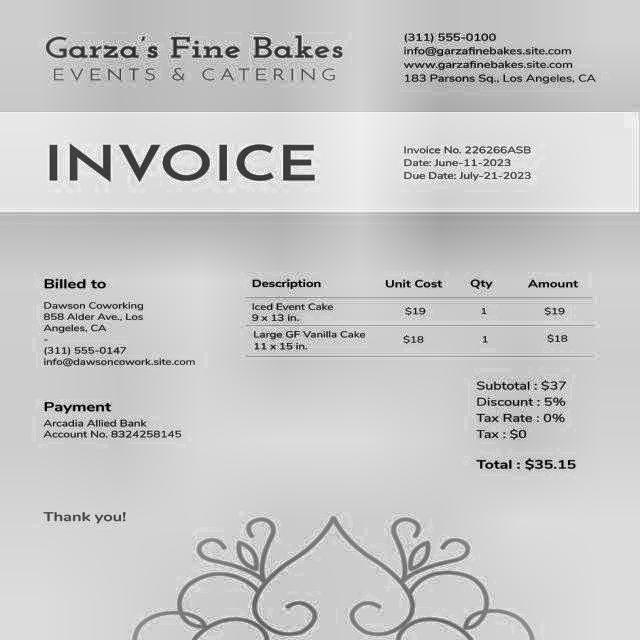 Garza's Fine Bakes
EVENTS & CATERING
(311) 555-0100
info@garzafinebakes.site.com
www.garzafinebakes.site.com
183 Parsons Sq., Los Angeles, CA
INVOICE
Invoice No. 226266ASB
Date: June-11-2023
Due Date: July-21-2023
Billed to
Dawson Coworking
858 Alder Ave., Los
Angeles, CA
-
(311) 555-0147
info@dawsoncowork.site.com
Payment
Arcadia Allied Bank
Account No. 8324258145
Description Unit Cost Qty Amount
Iced Event Cake
9 x 13 in. $19 1 $19
Large GF Vanilla Cake
11 x 15 in. $18 1 $18
Subtotal : $37
Discount : 5%
Tax Rate : 0%
Tax : $0
Total : $35.15
Thank you!